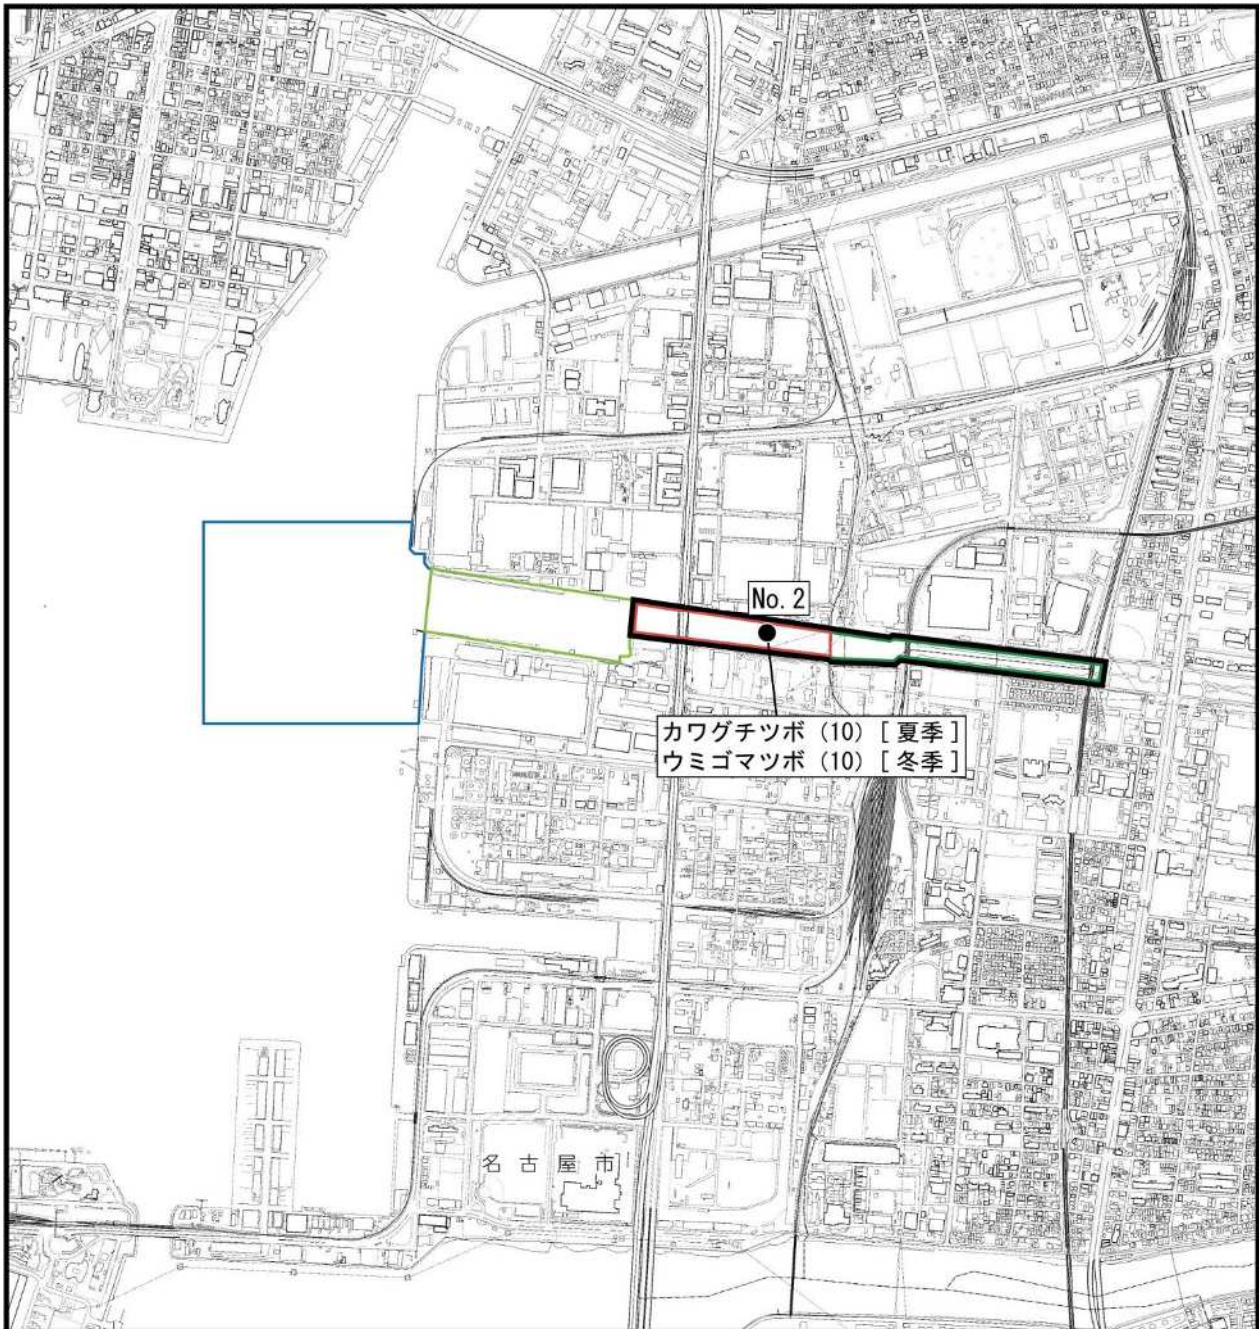 No. 2
カワグチツボ (10) [ 夏季 ]
ウミゴマツボ (10) [ 冬季 ]
名古屋市